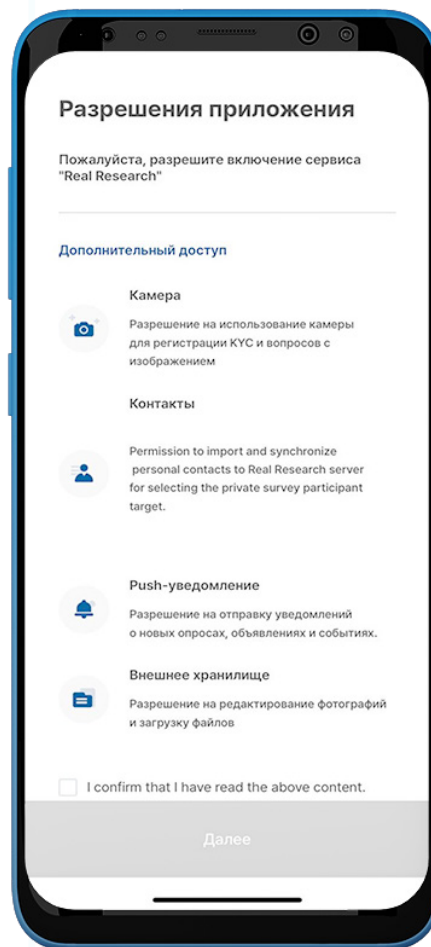 Разрешения приложения
Пожалуйста, разрешите включение сервиса
"Real Research"
Дополнительный доступ
Камера
Разрешение на использование камеры
для регистрации KYC и вопросов с
изображением
Контакты
Permission to import and synchronize
personal contacts to Real Research server
for selecting the private survey participant
target.
Push-уведомление
Разрешение на отправку уведомлений
о новых опросах, объявлениях и событиях.
Внешнее хранилище
Разрешение на редактирование фотографий
и загрузку файлов
I confirm that I have read the above content.
Далее